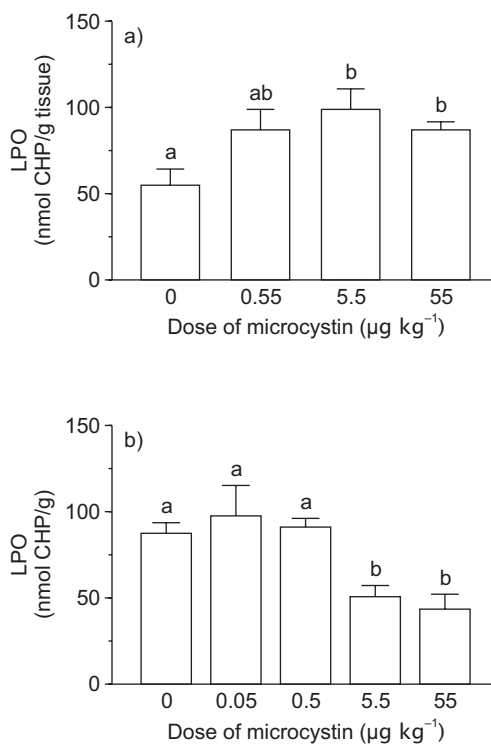 150
a)
b
ab
b
100
a
50
0
LPO
(nmol CHP/g tissue)
0 0.55 5.5 55
Dose of microcystin (µg kg⁻¹)
150
b)
a
a
a
100
b
b
50
0
LPO
(nmol CHP/g)
0 0.05 0.5 5.5 55
Dose of microcystin (µg kg⁻¹)